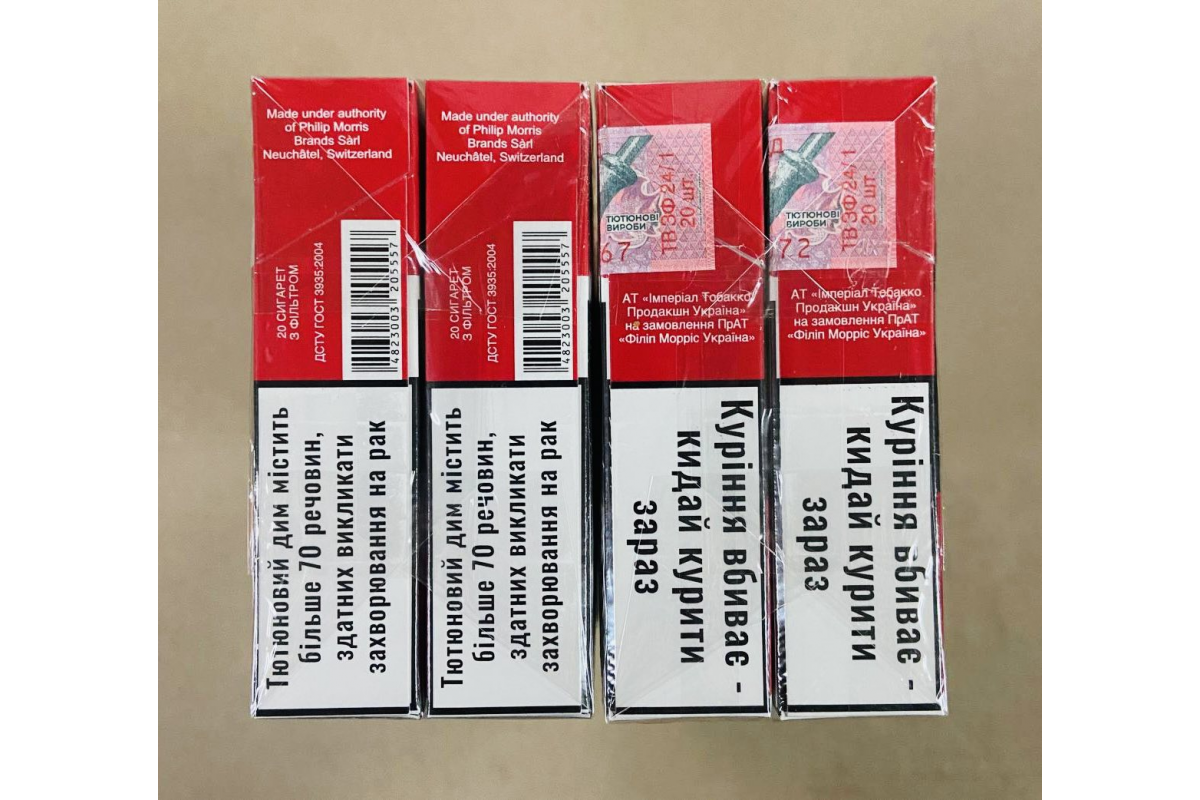 Made under authority
of Philip Morris
Brands Sàrl
Neuchâtel, Switzerland
20 СИГАРЕТ
З ФІЛЬТРОМ
ДСТУ ГОСТ 3935:2004
4823003 205557
Тютюновий дим містить
більше 70 речовин,
здатних викликати
захворювання на рак
Made under authority
of Philip Morris
Brands Sàrl
Neuchâtel, Switzerland
20 СИГАРЕТ
З ФІЛЬТРОМ
ДСТУ ГОСТ 3935:2004
4823003 205557
Тютюновий дим містить
більше 70 речовин,
здатних викликати
захворювання на рак
ТЮТЮНОВІ
ВИРОБИ
67
ТВ ЗФ 24/1
20 шт.
АТ «Імперіал Тобакко
Продакшн Україна»
на замовлення ПрАТ
«Філіп Морріс Україна»
Куріння вбиває -
кидай курити
зараз
Д
ТЮТЮНОВІ
ВИРОБИ
72
ТВ ЗФ 24/1
20 шт.
АТ «Імперіал Тобакко
Продакшн Україна»
на замовлення ПрАТ
«Філіп Морріс Україна»
Куріння вбиває -
кидай курити
зараз